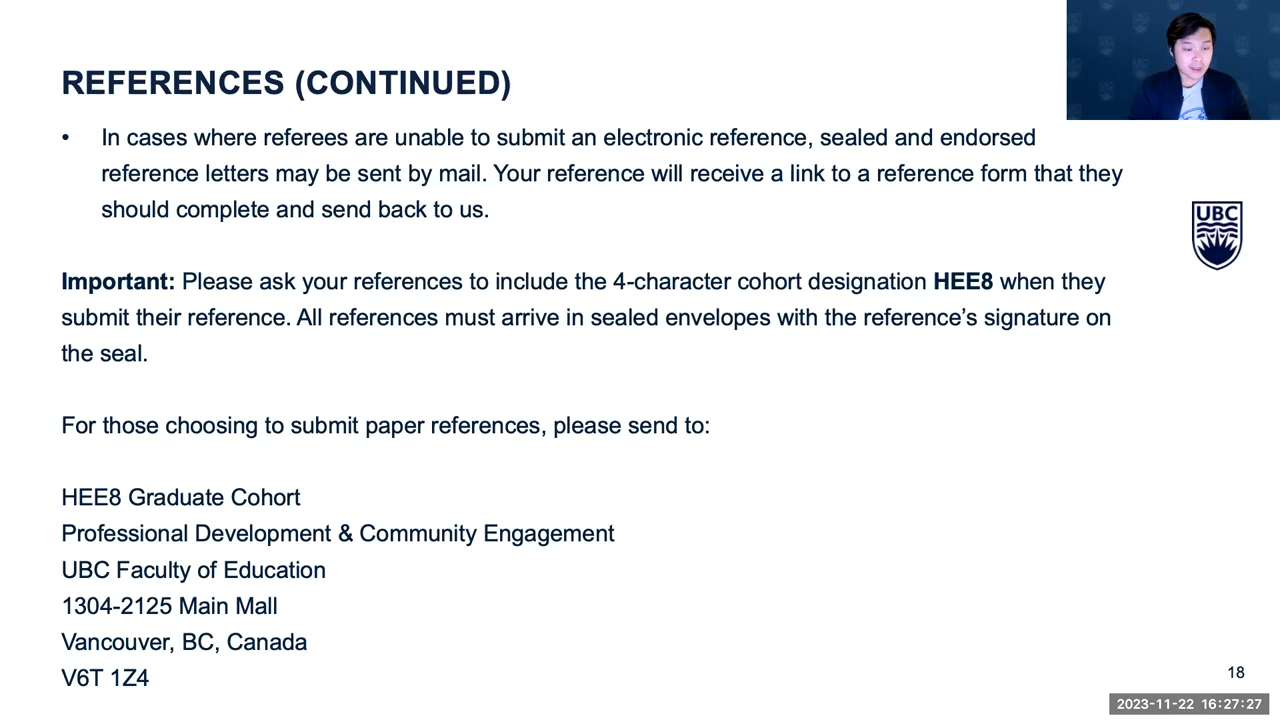 REFERENCES (CONTINUED)
• In cases where referees are unable to submit an electronic reference, sealed and endorsed
reference letters may be sent by mail. Your reference will receive a link to a reference form that they
should complete and send back to us.
UBC
Important: Please ask your references to include the 4-character cohort designation HEE8 when they
submit their reference. All references must arrive in sealed envelopes with the reference’s signature on
the seal.
For those choosing to submit paper references, please send to:
HEE8 Graduate Cohort
Professional Development & Community Engagement
UBC Faculty of Education
1304-2125 Main Mall
Vancouver, BC, Canada
V6T 1Z4
18
2023-11-22 16:27:27